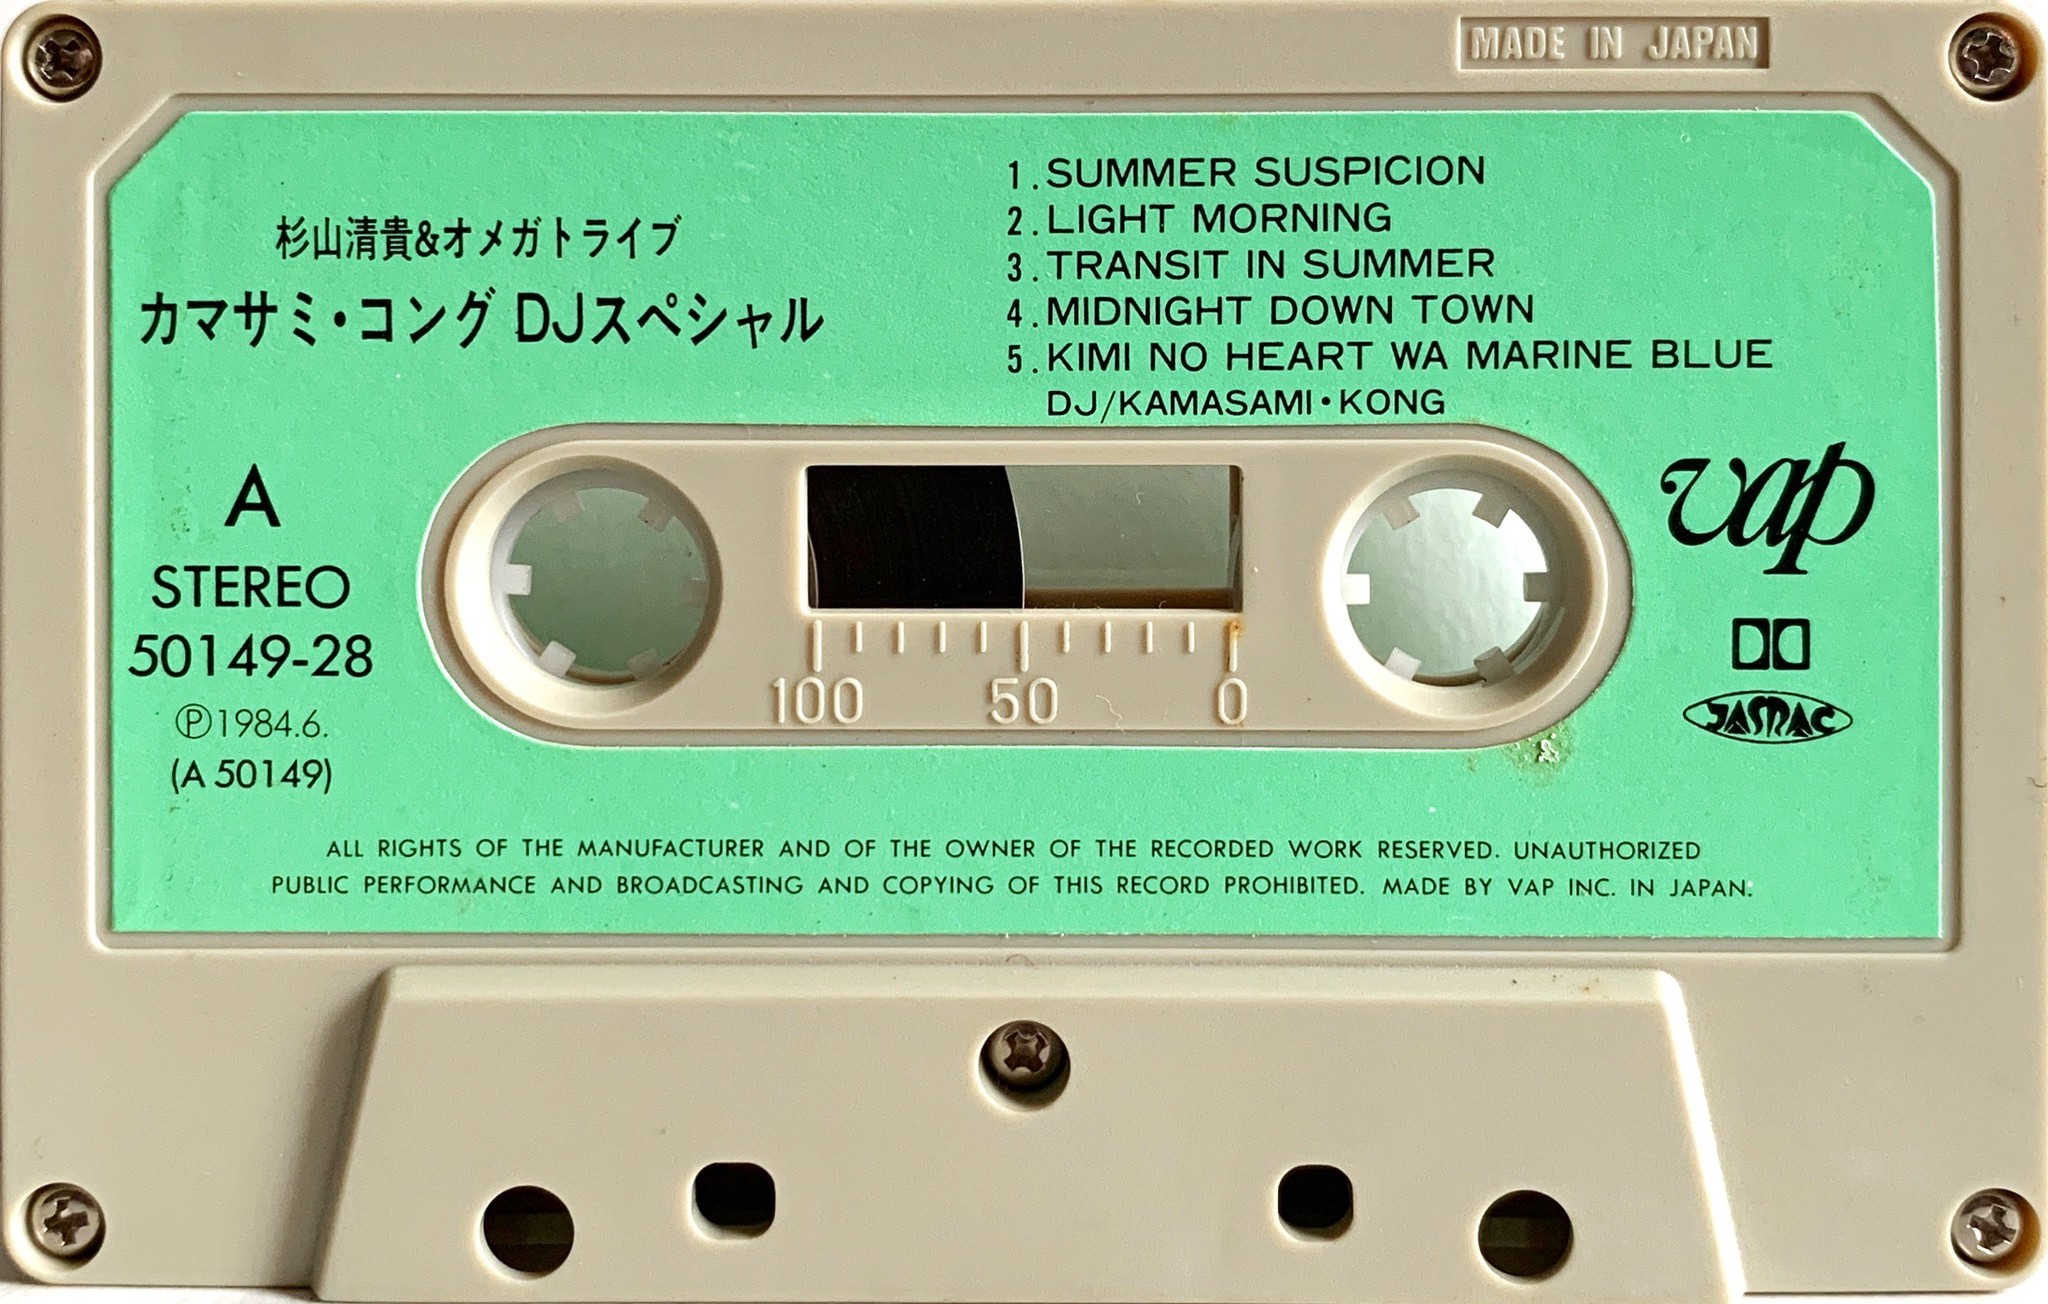 MADE IN JAPAN
杉山清貴&オメガトライブ
カマサミ・コング DJスペシャル
1.SUMMER SUSPICION
2.LIGHT MORNING
3.TRANSIT IN SUMMER
4.MIDNIGHT DOWN TOWN
5.KIMI NO HEART WA MARINE BLUE
DJ/KAMASAMI・KONG
A
STEREO
50149-28
Ⓟ1984.6.
(A 50149)
100 50 0
vap
JASRAC
ALL RIGHTS OF THE MANUFACTURER AND OF THE OWNER OF THE RECORDED WORK RESERVED. UNAUTHORIZED
PUBLIC PERFORMANCE AND BROADCASTING AND COPYING OF THIS RECORD PROHIBITED. MADE BY VAP INC. IN JAPAN.